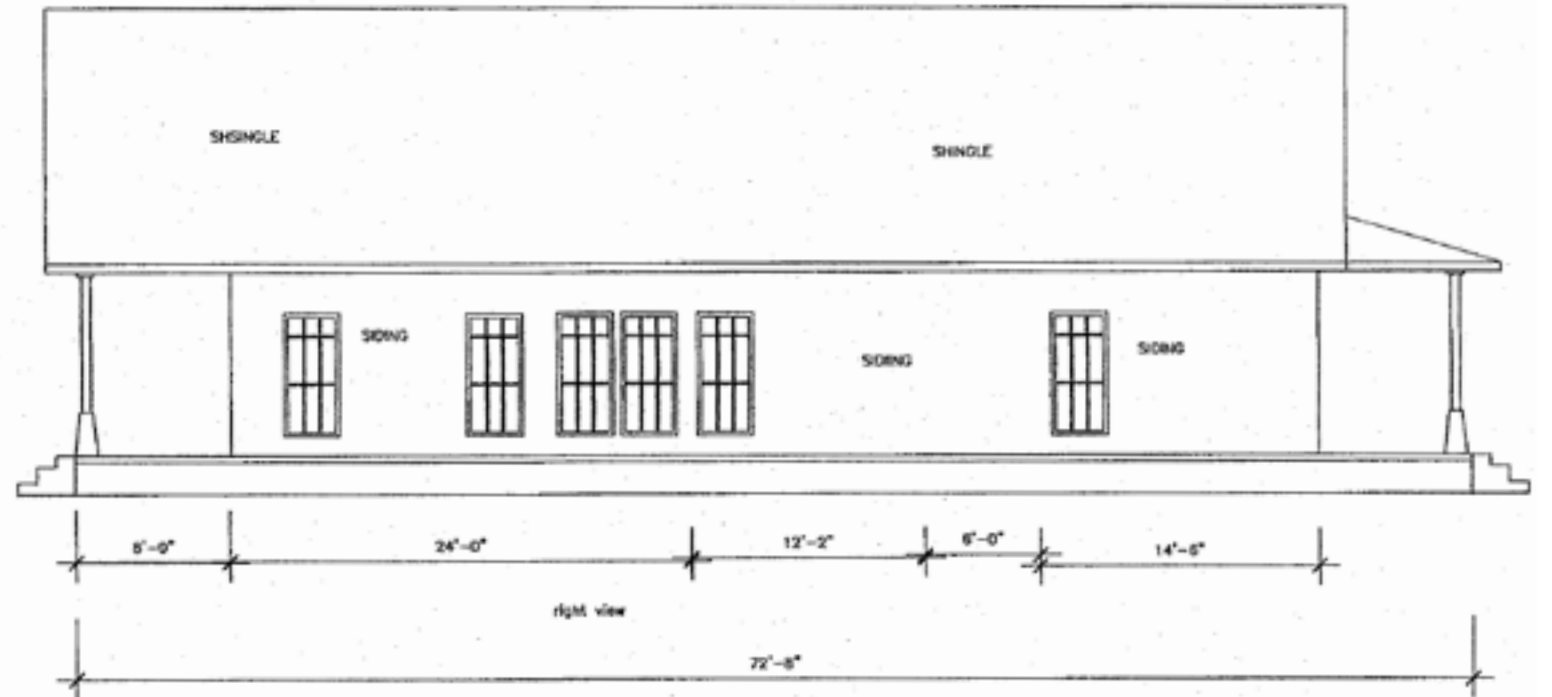 SHSINGLE
SHINGLE
SIDING
SIDING
SIDING
8'-0"
24'-0"
12'-2"
6'-0"
14'-6"
right view
72'-8"